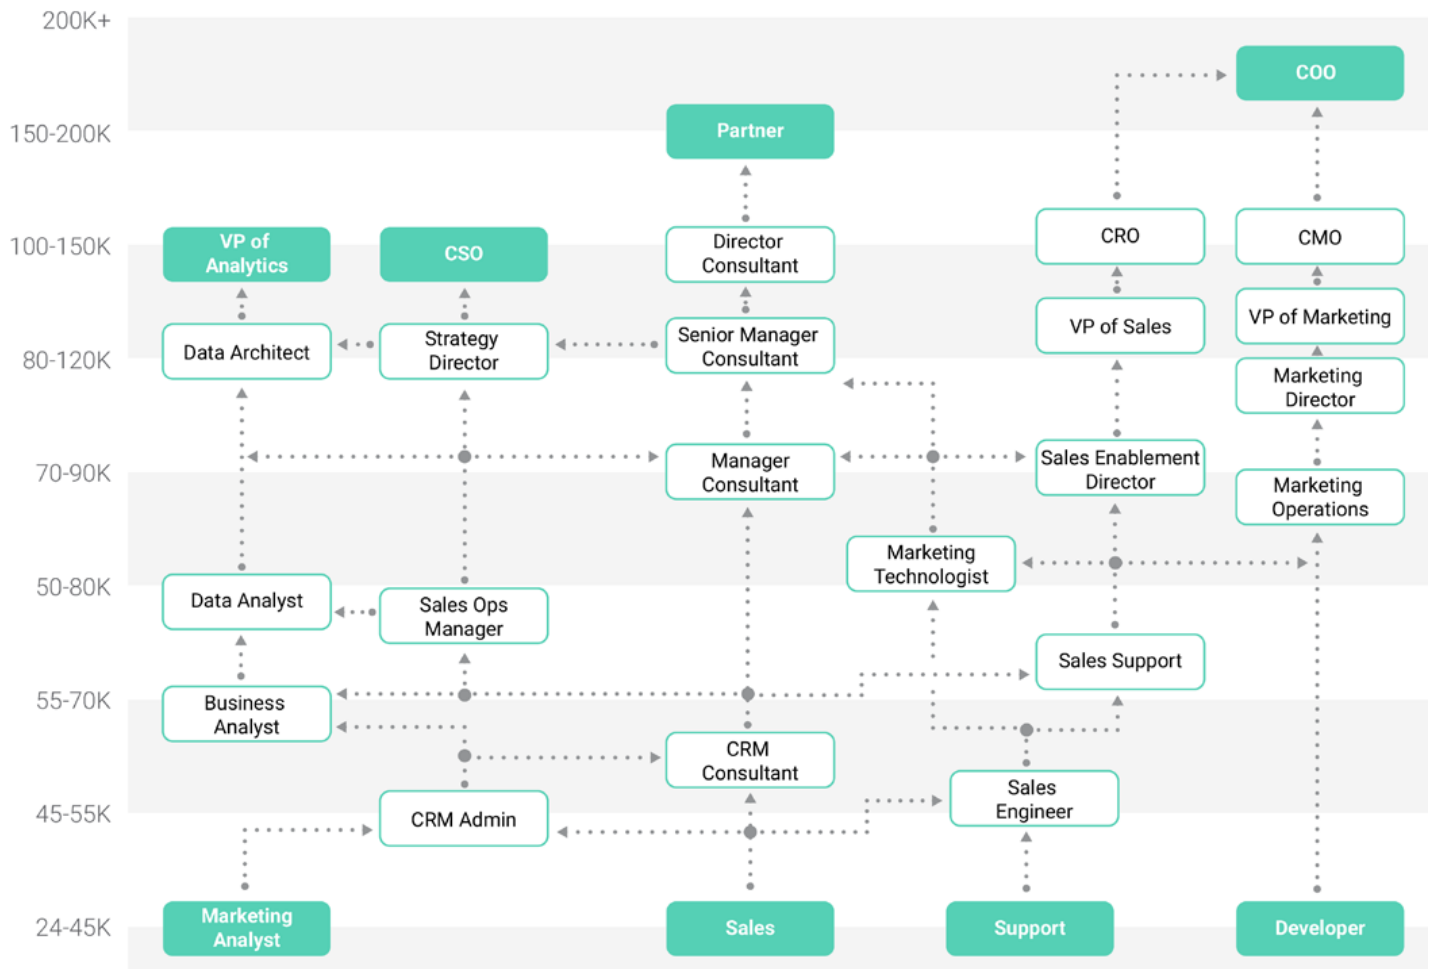 200K+
COO
150-200K
Partner
100-150K
VP of
Analytics
CSO
Director
Consultant
CRO
CMO
Data Architect
Strategy
Director
Senior Manager
Consultant
VP of Sales
VP of Marketing
80-120K
Marketing
Director
70-90K
Manager
Consultant
Sales Enablement
Director
Marketing
Operations
50-80K
Marketing
Technologist
Data Analyst
Sales Ops
Manager
Sales Support
55-70K
Business
Analyst
CRM
Consultant
Sales
Engineer
45-55K
CRM Admin
24-45K
Marketing
Analyst
Sales
Support
Developer